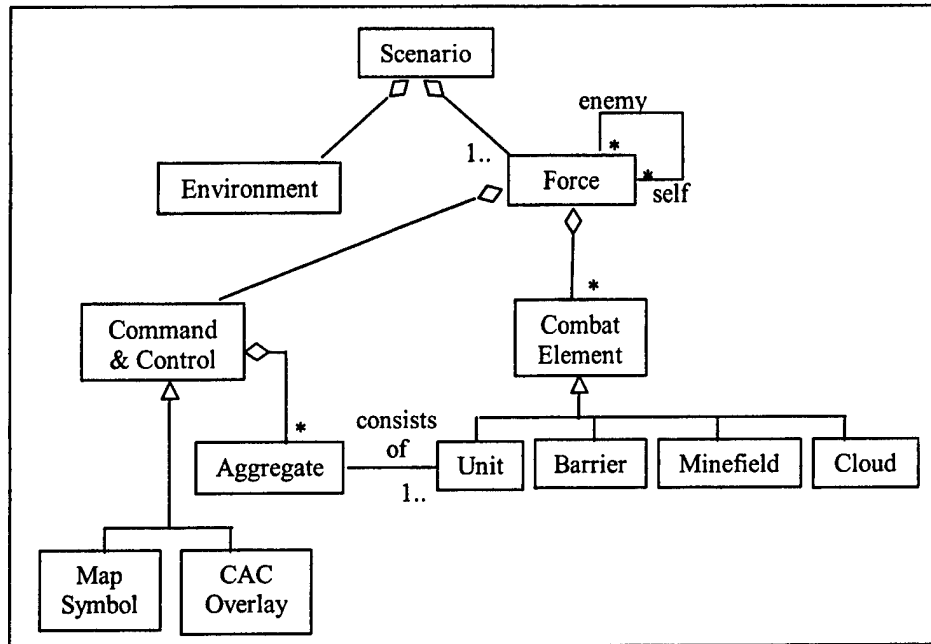 Scenario
enemy
*
1..
Environment
Force
*
self
*
Command
& Control
Combat
Element
consists
of
*
Aggregate
Unit
Barrier
Minefield
Cloud
1..
Map
Symbol
CAC
Overlay